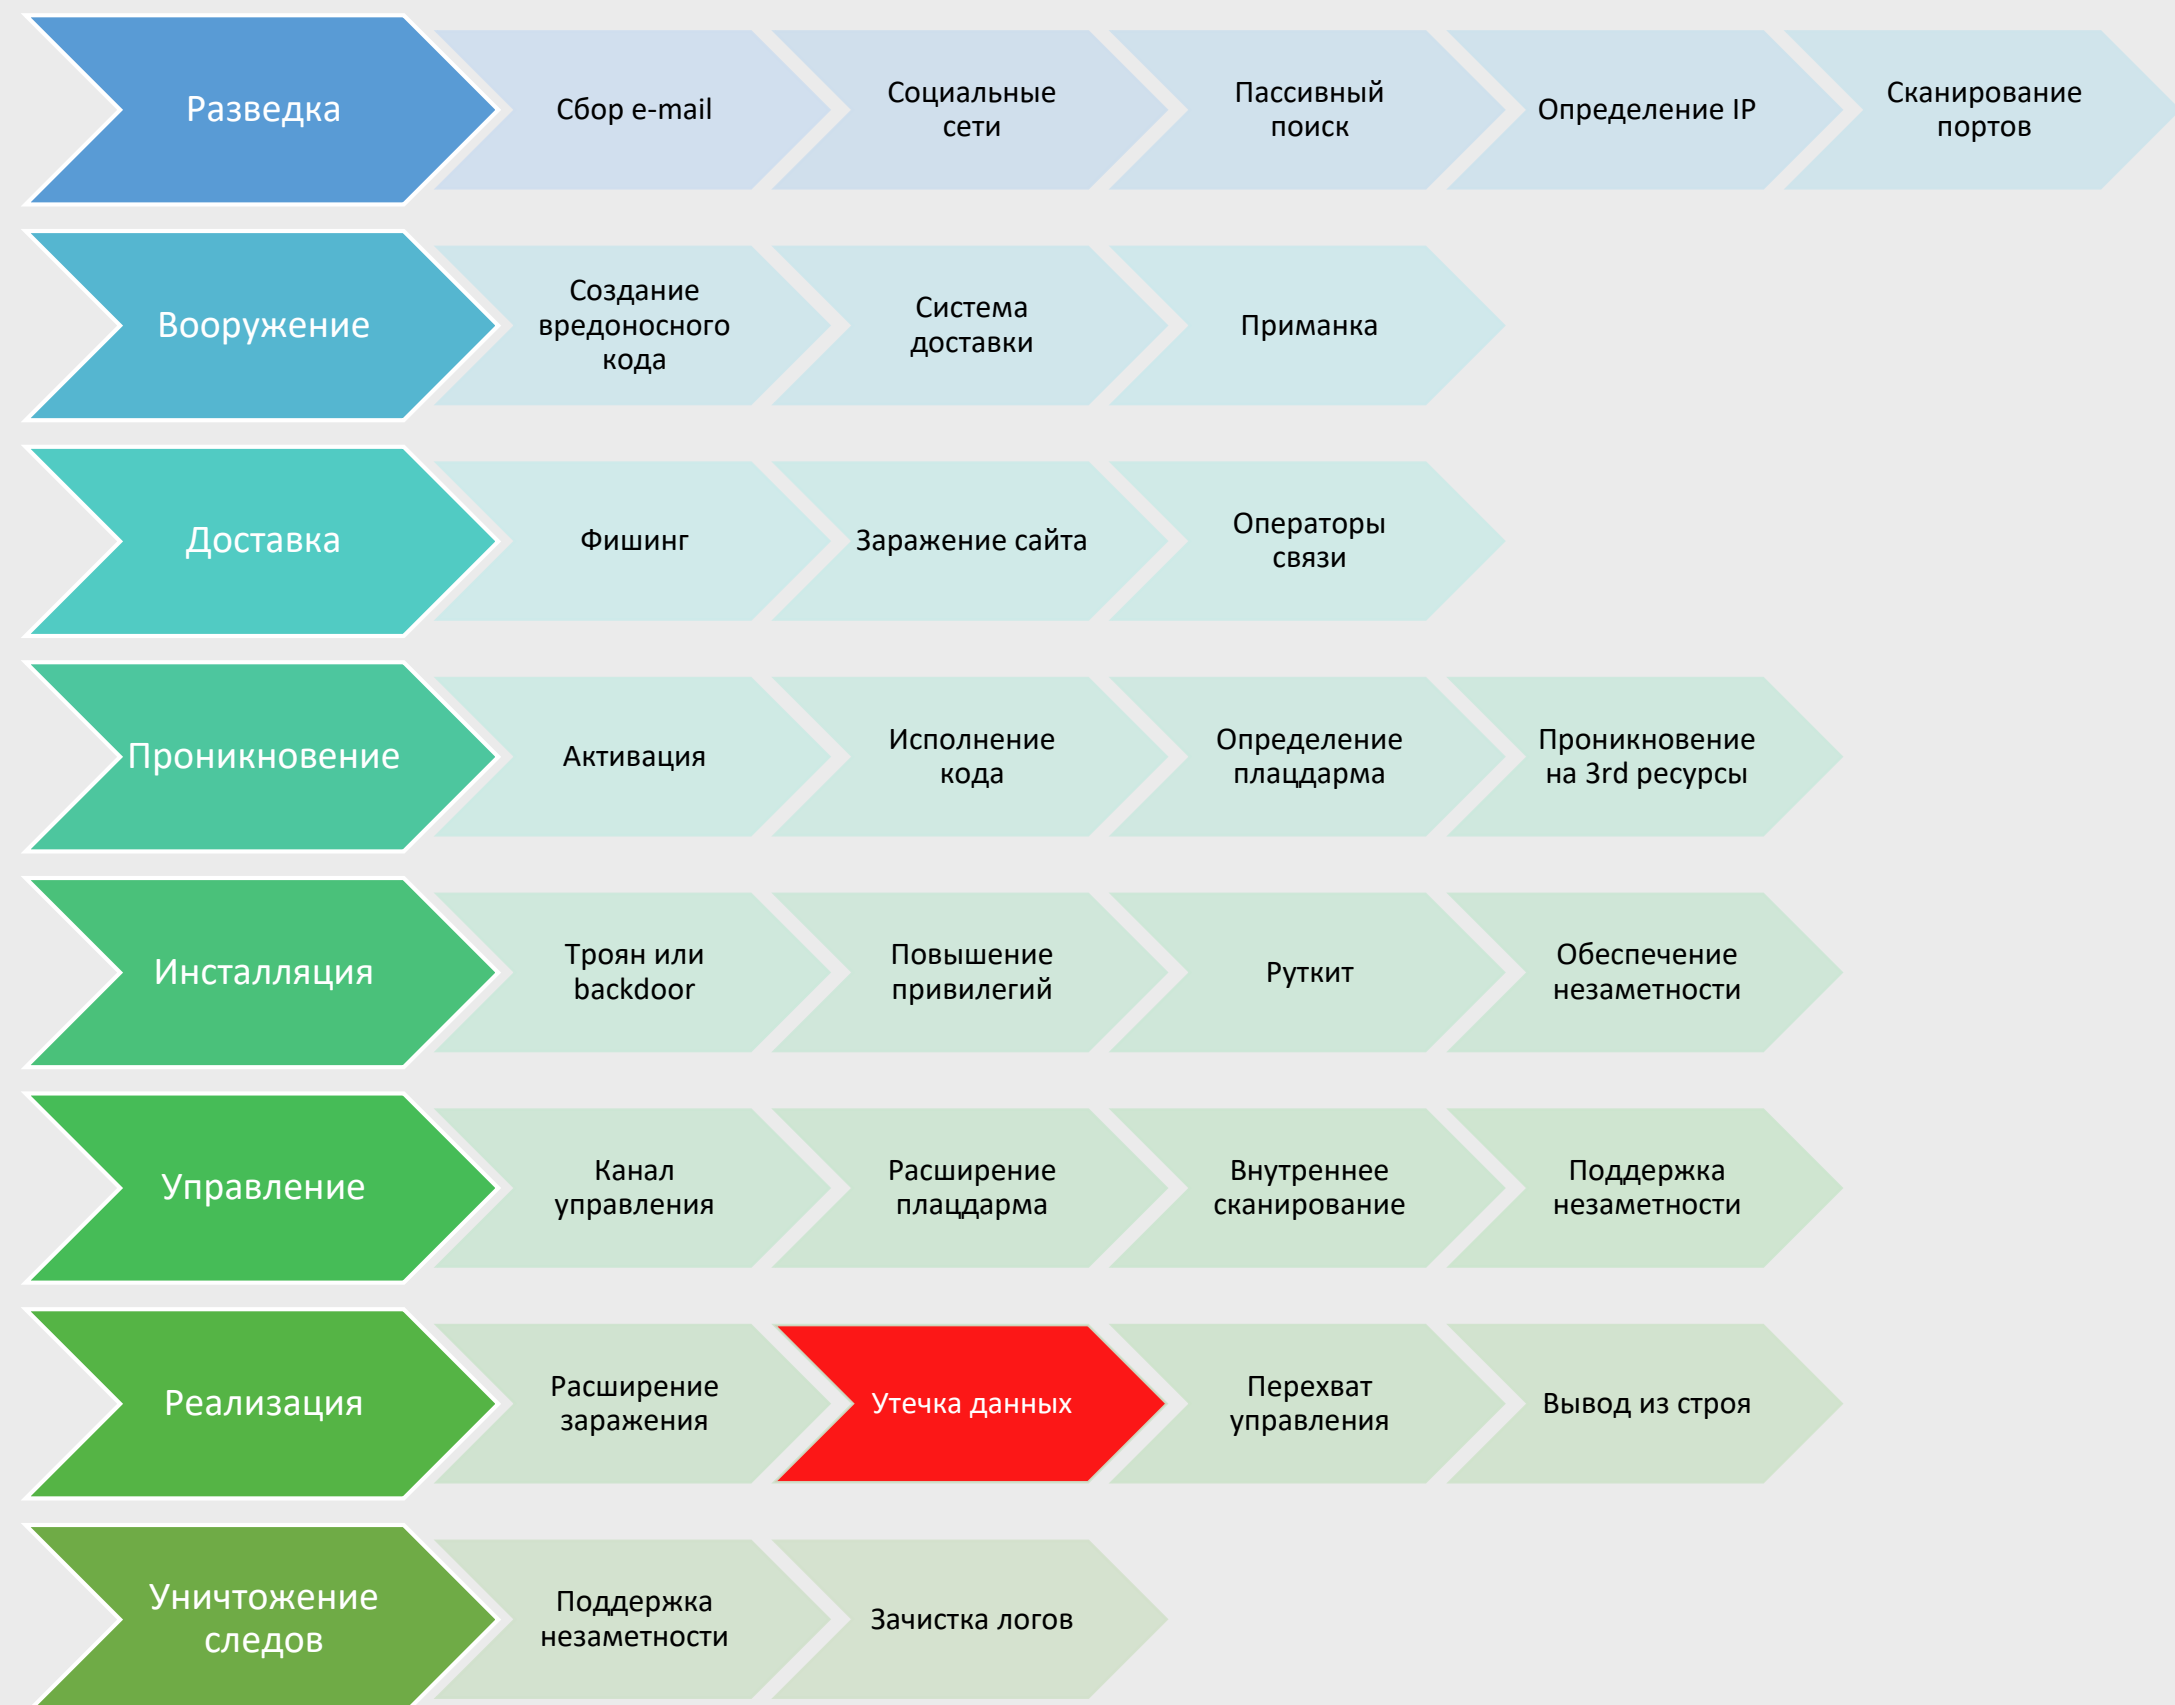 Разведка
Сбор e-mail
Социальные
сети
Пассивный
поиск
Определение IP
Сканирование
портов
Вооружение
Создание
вредоносного
кода
Система
доставки
Приманка
Доставка
Фишинг
Заражение сайта
Операторы
связи
Проникновение
Активация
Исполнение
кода
Определение
плацдарма
Проникновение
на 3rd ресурсы
Инсталляция
Троян или
backdoor
Повышение
привилегий
Руткит
Обеспечение
незаметности
Управление
Канал
управления
Расширение
плацдарма
Внутреннее
сканирование
Поддержка
незаметности
Реализация
Расширение
заражения
Утечка данных
Перехват
управления
Вывод из строя
Уничтожение
следов
Поддержка
незаметности
Зачистка логов